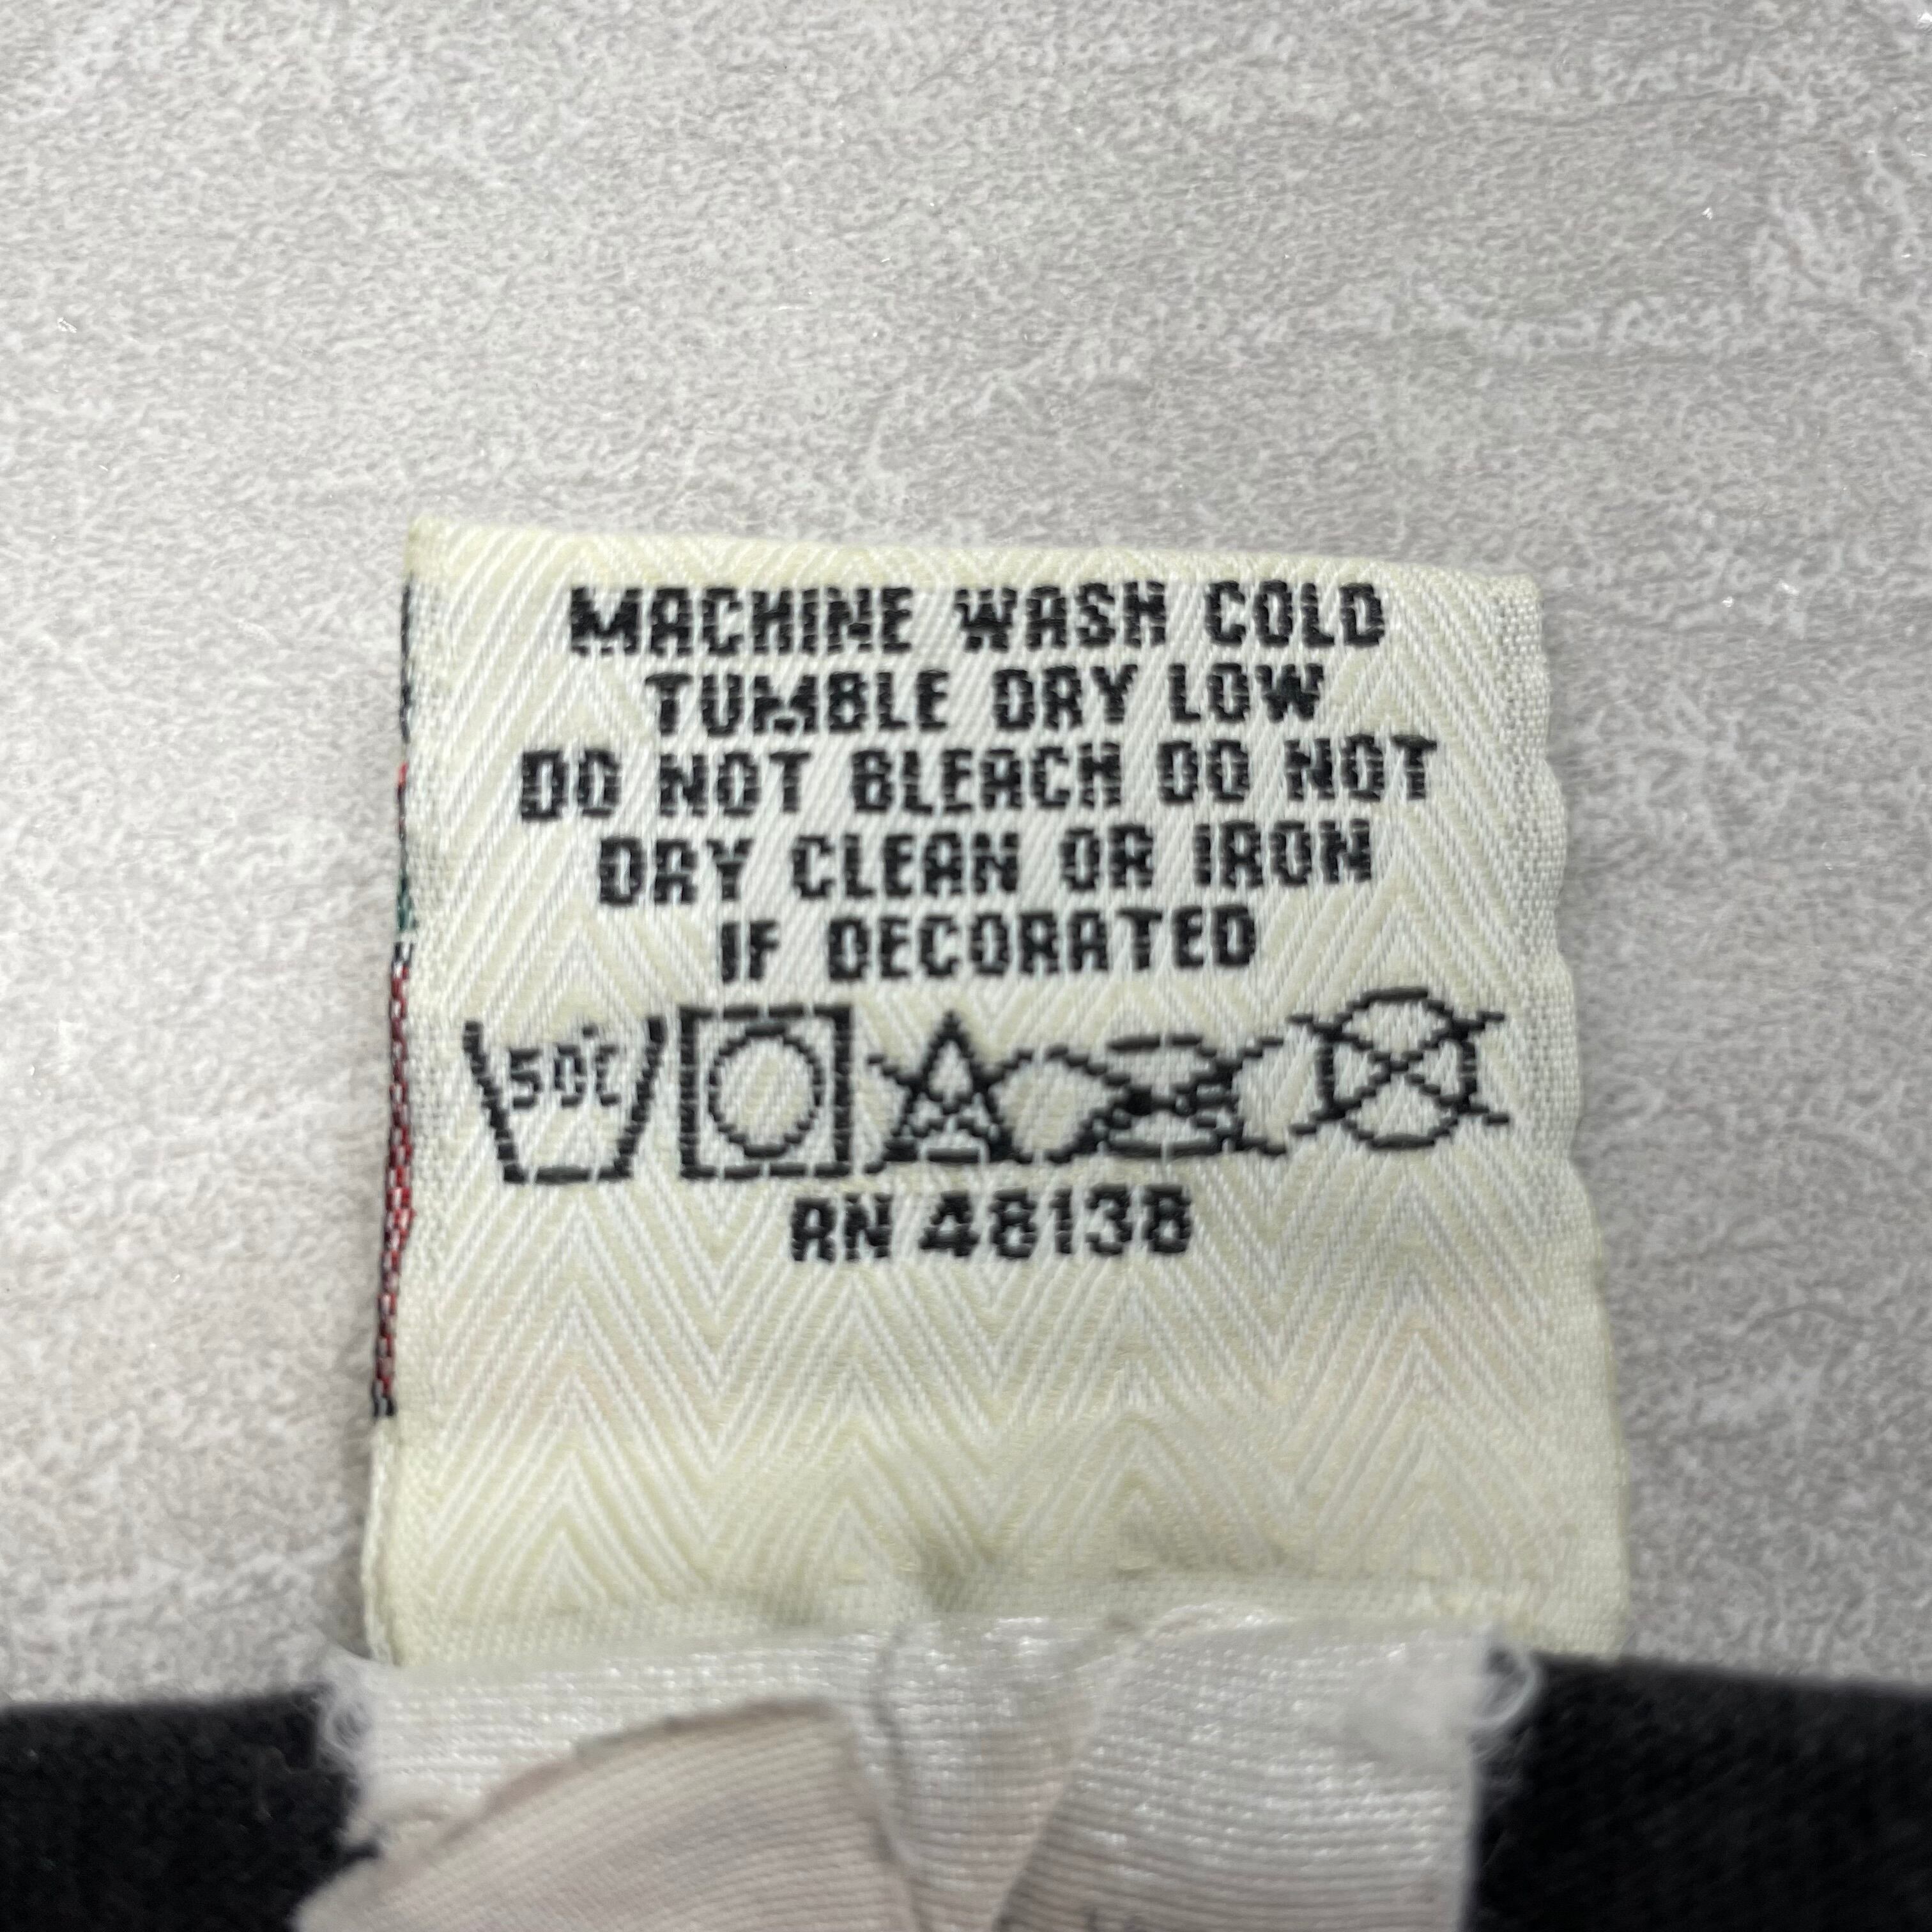 MACHINE WASH COLD
TUMBLE DRY LOW
DO NOT BLEACH DO NOT
DRY CLEAN OR IRON
IF DECORATED
50°C
RN 48138